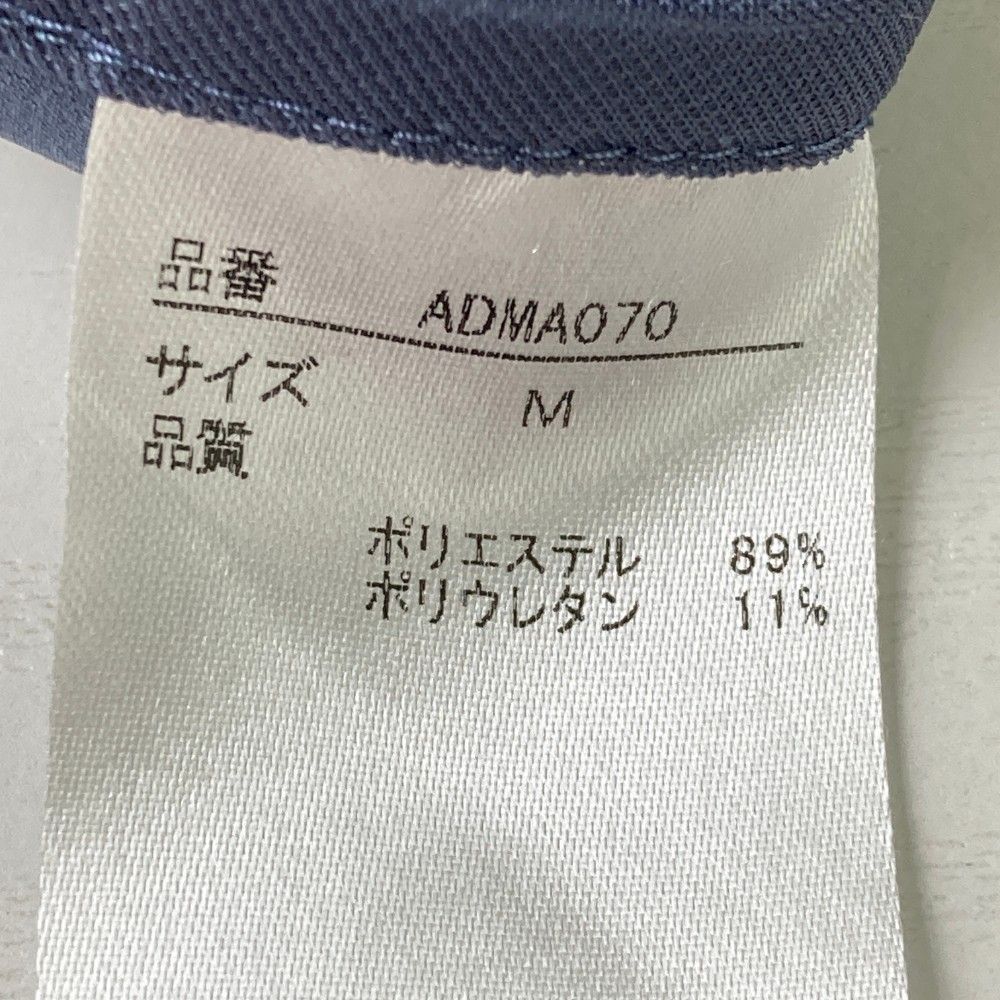 品番 ADMA070
サイズ M
品質
ポリエステル 89%
ポリウレタン 11%